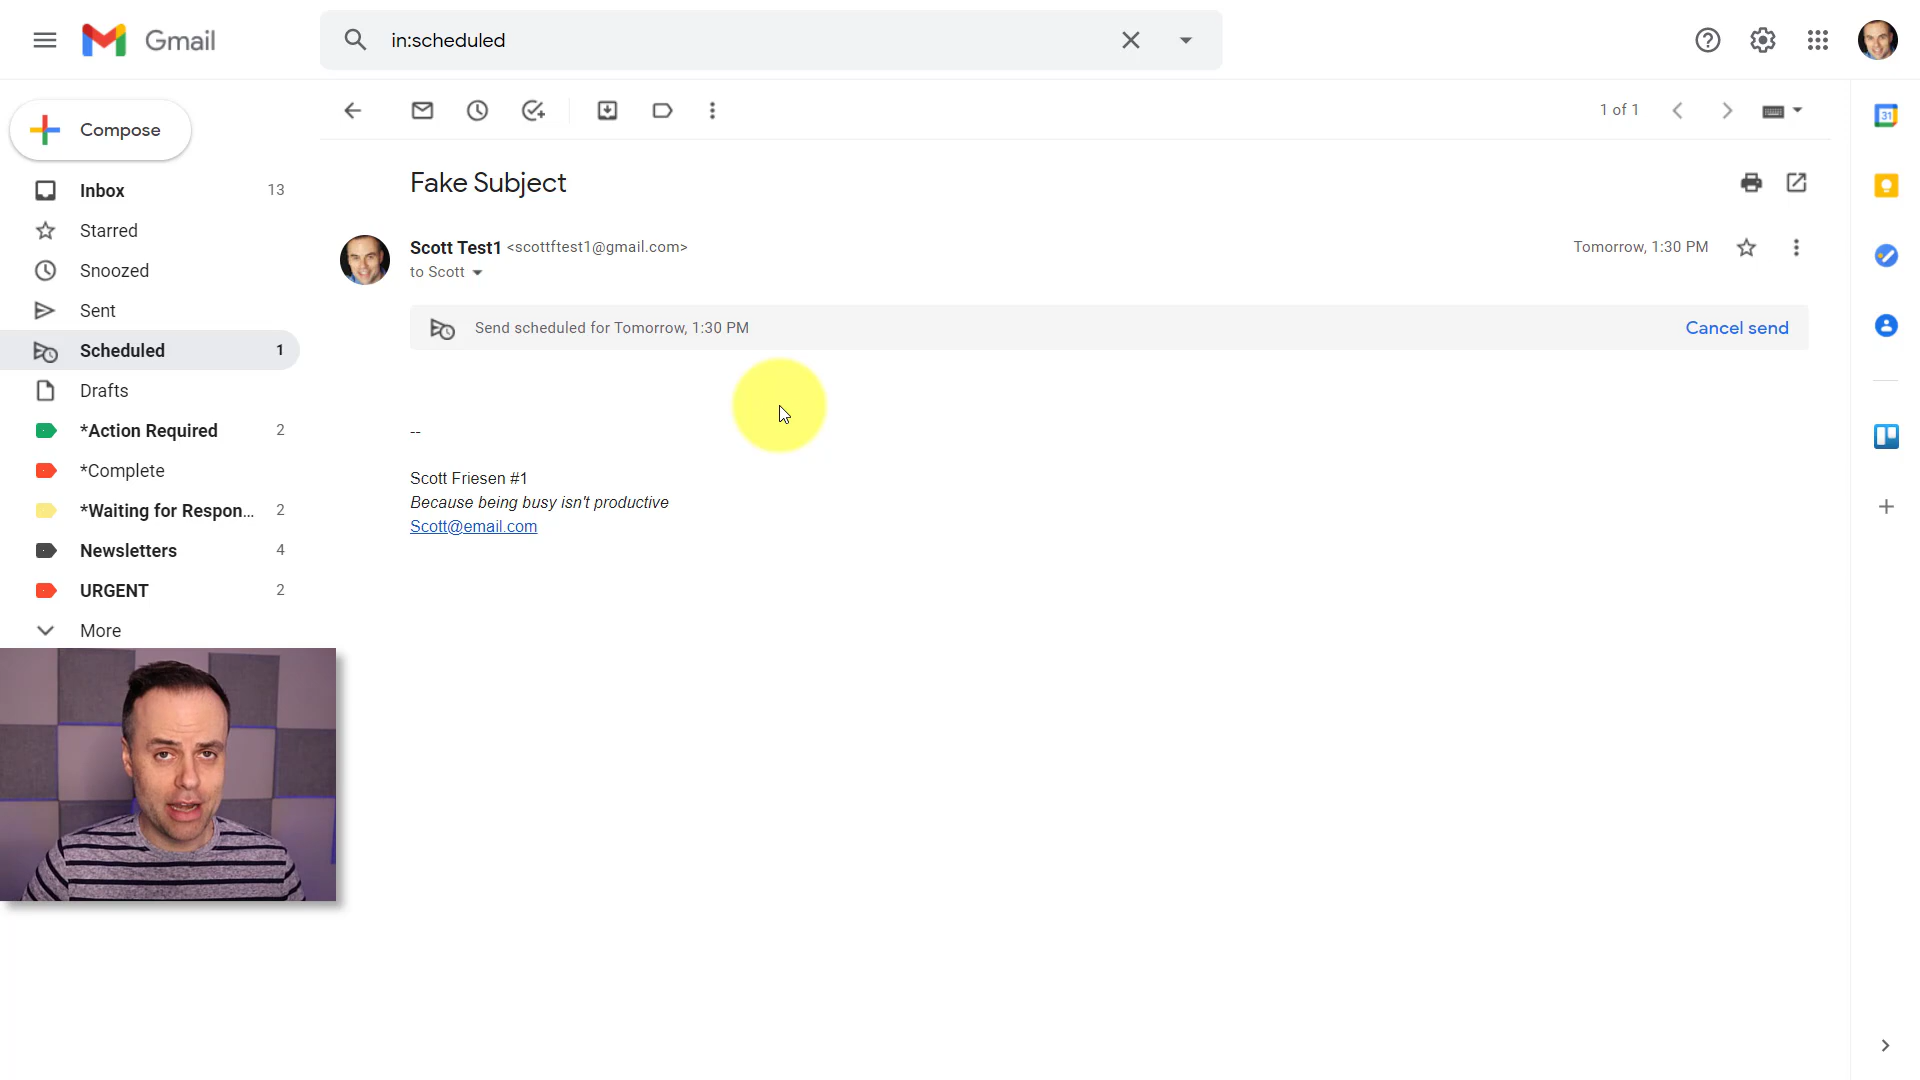 Gmail
in:scheduled
Compose
1 of 1
Inbox 13
Starred
Snoozed
Sent
Scheduled 1
Drafts
*Action Required 2
*Complete
*Waiting for Respon... 2
Newsletters 4
URGENT 2
More
Fake Subject
Scott Test1 <scottftest1@gmail.com>
Tomorrow, 1:30 PM
to Scott
Send scheduled for Tomorrow, 1:30 PM
Cancel send
--
Scott Friesen #1
Because being busy isn't productive
Scott@email.com
31